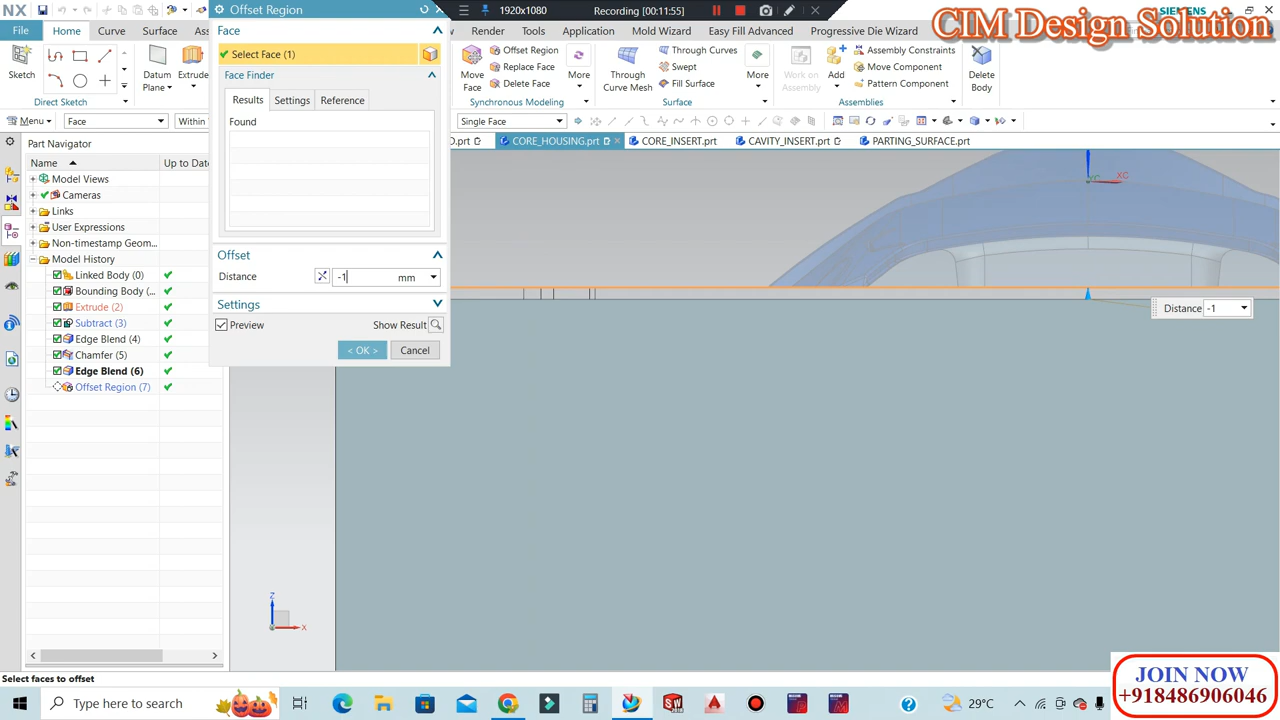 NX
Offset Region
1920x1080
Recording [00:11:55]
SIEMENS
CIM Design Solution
File
Home
Curve
Surface
Render
Tools
Application
Mold Wizard
Easy Fill Advanced
Progressive Die Wizard
Sketch
Datum Plane
Extrude
Direct Sketch
Face
Select Face (1)
Face Finder
Results
Settings
Reference
Found
Offset
Distance
-1
mm
Settings
Preview
Show Result
< OK >
Cancel
Move Face
Offset Region
Replace Face
Delete Face
More
Synchronous Modeling
Through Curve Mesh
Through Curves
Swept
Fill Surface
More
Surface
Work on Assembly
Add
Assembly Constraints
Move Component
Pattern Component
Assemblies
Delete Body
Menu
Face
Within
Single Face
CORE_HOUSING.prt
CORE_INSERT.prt
CAVITY_INSERT.prt
PARTING_SURFACE.prt
Part Navigator
Name
Up to Date
Model Views
Cameras
Links
User Expressions
Non-timestamp Geom...
Model History
Linked Body (0)
Bounding Body (...
Extrude (2)
Subtract (3)
Edge Blend (4)
Chamfer (5)
Edge Blend (6)
Offset Region (7)
XC
YC
Distance -1
Z
X
Select faces to offset
JOIN NOW
+918486906046
Type here to search
29°C